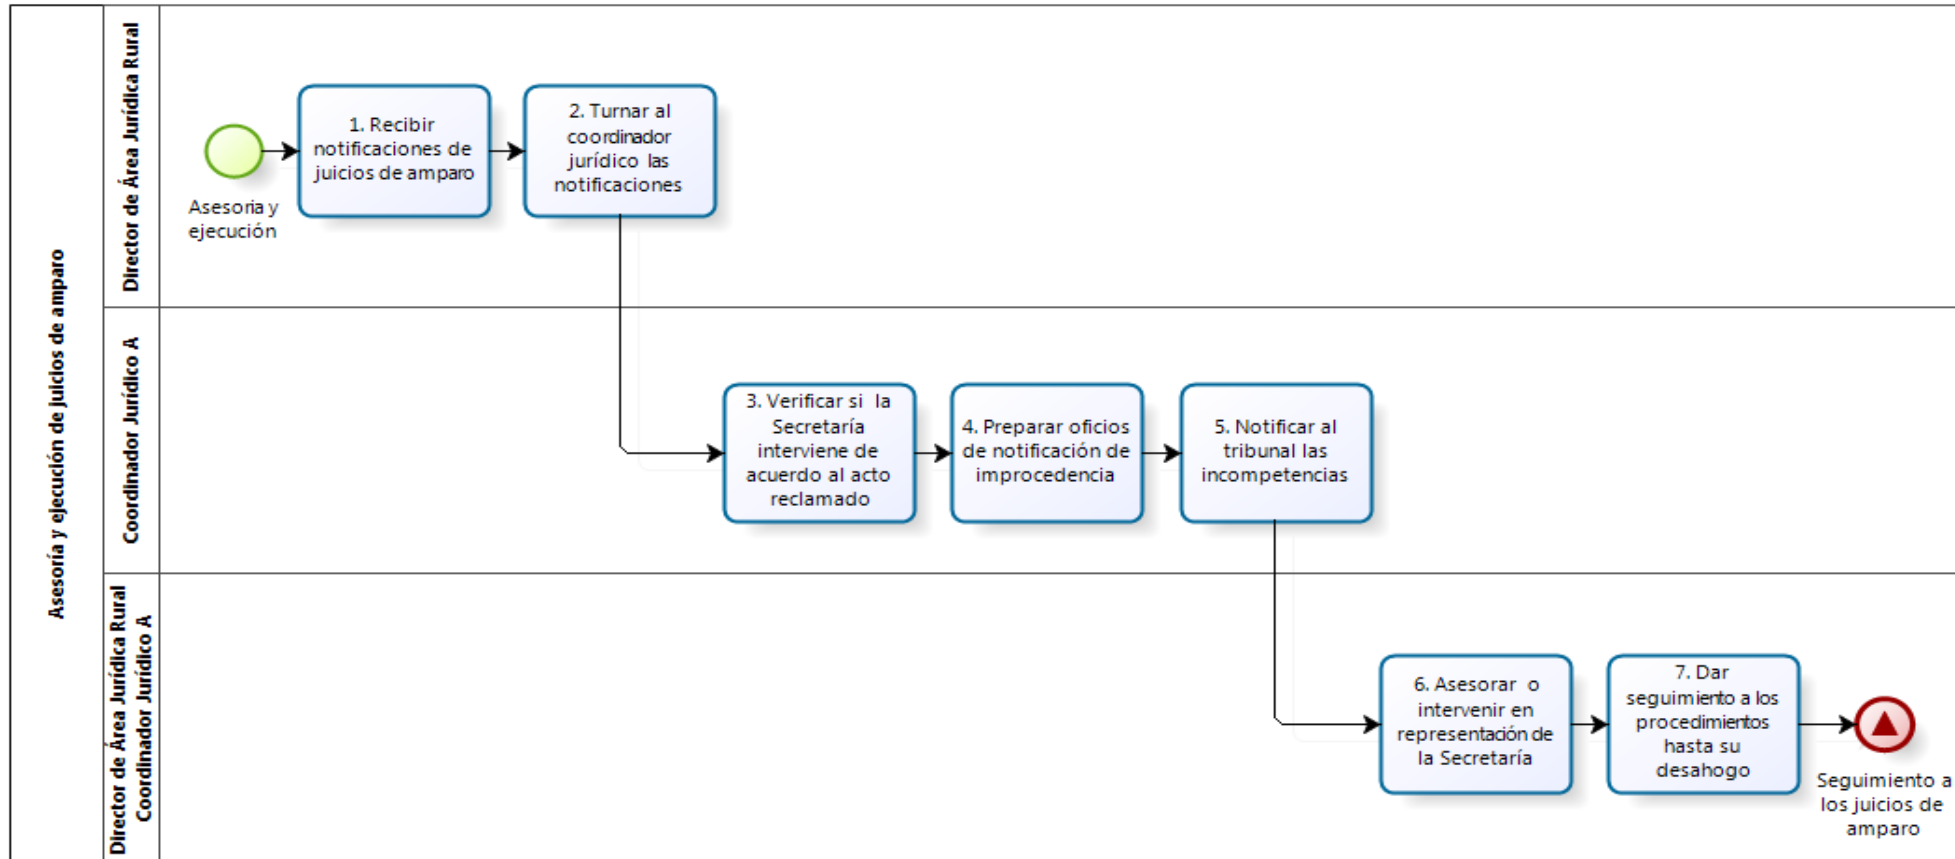 Asesoría y ejecución de juicios de amparo
Director de Área Jurídica Rural
Asesoria y
ejecución
1. Recibir
notificaciones de
juicios de amparo
2. Turnar al
coordinador
jurídico las
notificaciones
Coordinador Jurídico A
3. Verificar si la
Secretaría
interviene de
acuerdo al acto
reclamado
4. Preparar oficios
de notificación de
improcedencia
5. Notificar al
tribunal las
incompetencias
Director de Área Jurídica Rural
Coordinador Jurídico A
6. Asesorar o
intervenir en
representación de
la Secretaría
7. Dar
seguimiento a los
procedimientos
hasta su
desahogo
Seguimiento a
los juicios de
amparo